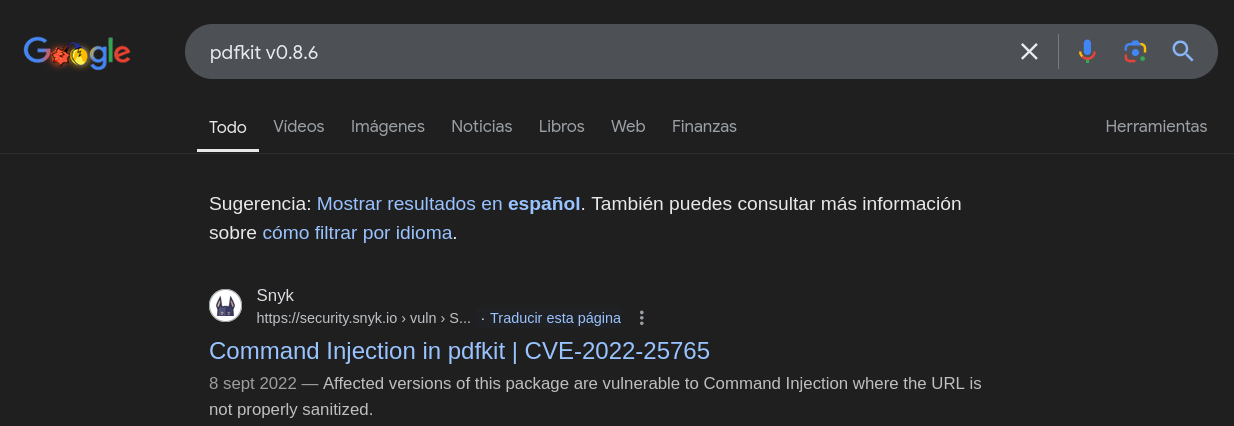 Google
pdfkit v0.8.6
Todo Vídeos Imágenes Noticias Libros Web Finanzas Herramientas
Sugerencia: Mostrar resultados en español. También puedes consultar más información
sobre cómo filtrar por idioma.
Snyk
https://security.snyk.io › vuln › S... · Traducir esta página
Command Injection in pdfkit | CVE-2022-25765
8 sept 2022 — Affected versions of this package are vulnerable to Command Injection where the URL is
not properly sanitized.